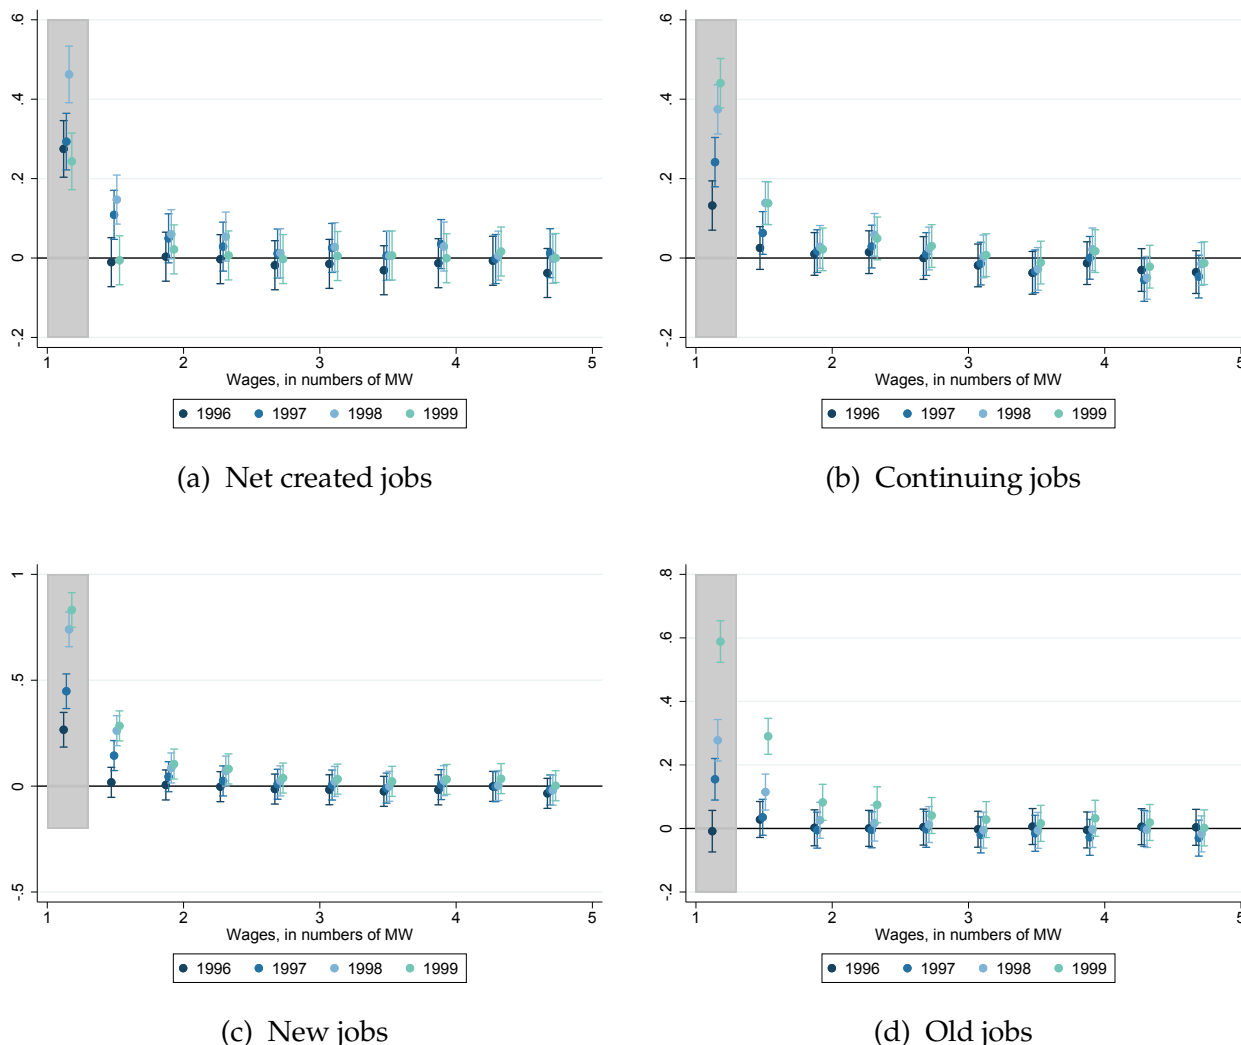 .6
.4
.2
0
-.2
1 2 3 4 5
Wages, in numbers of MW
1996 1997 1998 1999
(a) Net created jobs
.6
.4
.2
0
-.2
1 2 3 4 5
Wages, in numbers of MW
1996 1997 1998 1999
(b) Continuing jobs
1
.5
0
-.5
1 2 3 4 5
Wages, in numbers of MW
1996 1997 1998 1999
(c) New jobs
.8
.6
.4
.2
0
-.2
1 2 3 4 5
Wages, in numbers of MW
1996 1997 1998 1999
(d) Old jobs